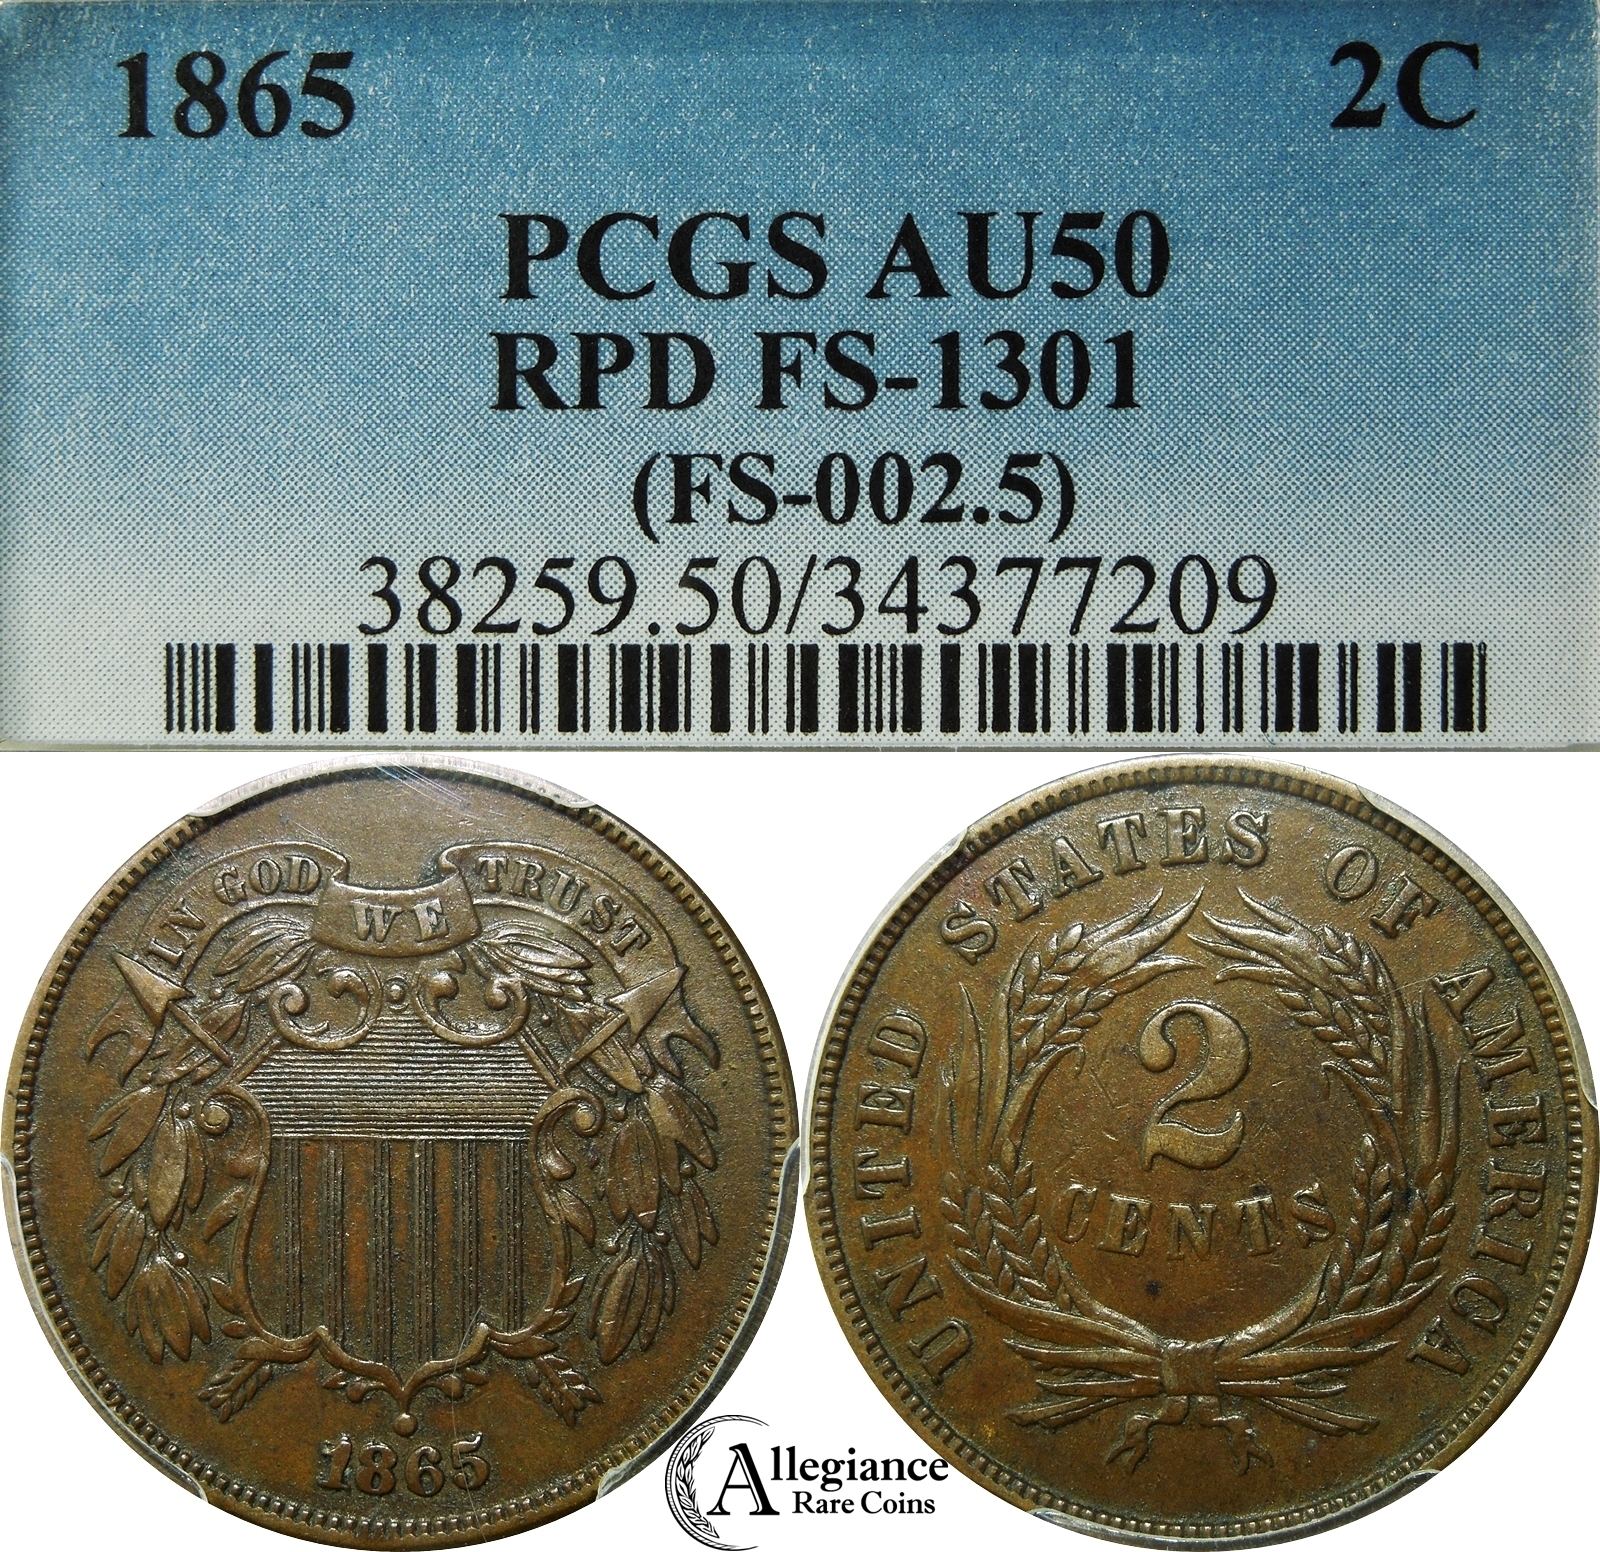 1865 2C
PCGS AU50
RPD FS-1301
(FS-002.5)
38259.50/34377209
IN GOD WE TRUST
1865
UNITED STATES OF AMERICA
2
CENTS
Allegiance
Rare Coins